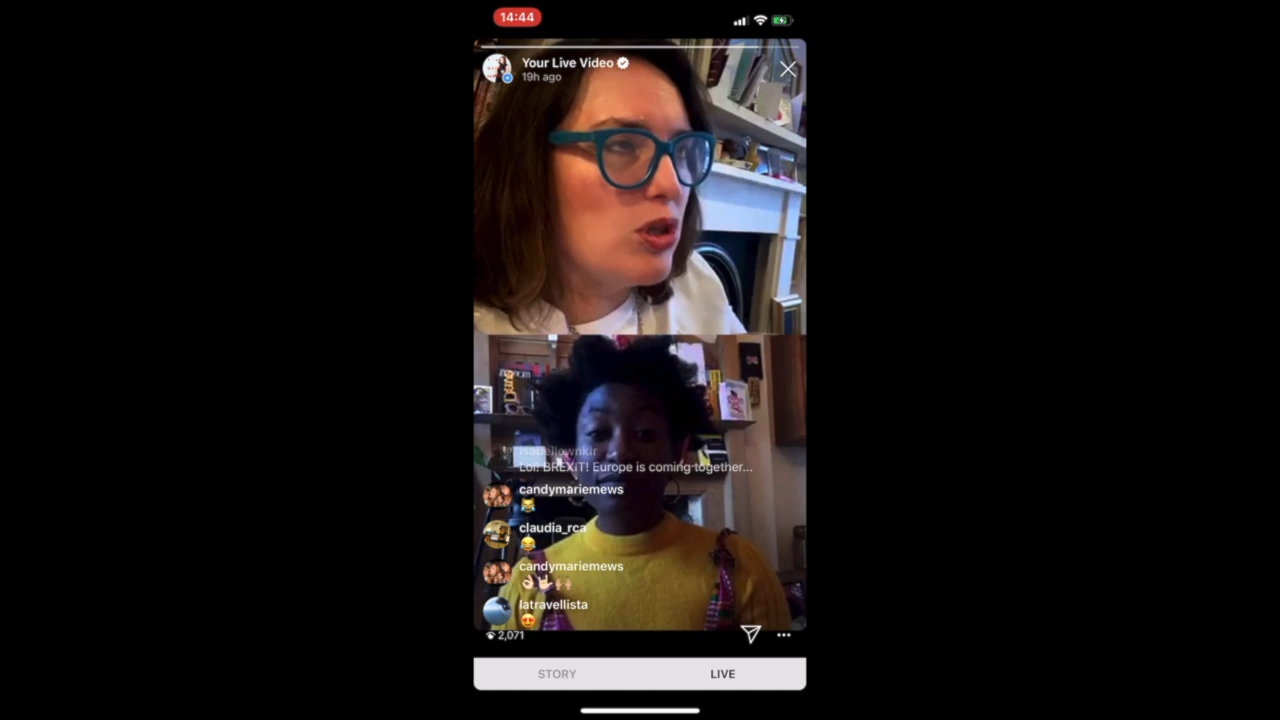 14:44
Your Live Video
19h ago
isabellownkir
Lol! BREXIT! Europe is coming together...
candymariemews
claudia_rca
candymariemews
latravellista
2,071
STORY
LIVE